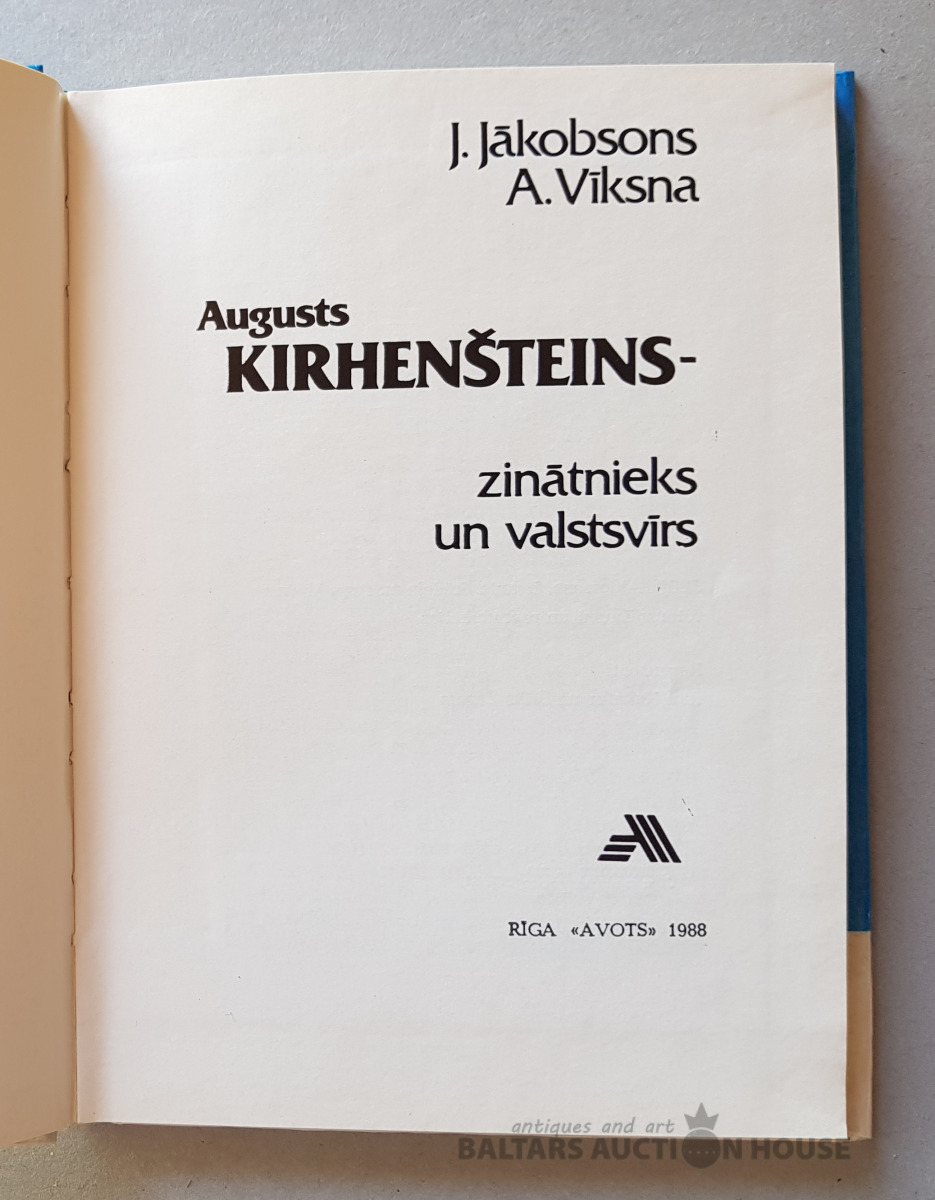 J. Jākobsons
A. Vīksna
Augusts
KIRHENŠTEINS-
zinātnieks
un valstsvīrs
RĪGA «AVOTS» 1988
antiques and art
BALTARS AUCTION HOUSE